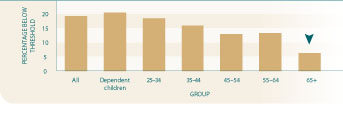 PERCENTAGE BELOW
THRESHOLD
20
15
10
5
0
All
Dependent
children
25–34
35–44
45–54
55–64
65+
GROUP